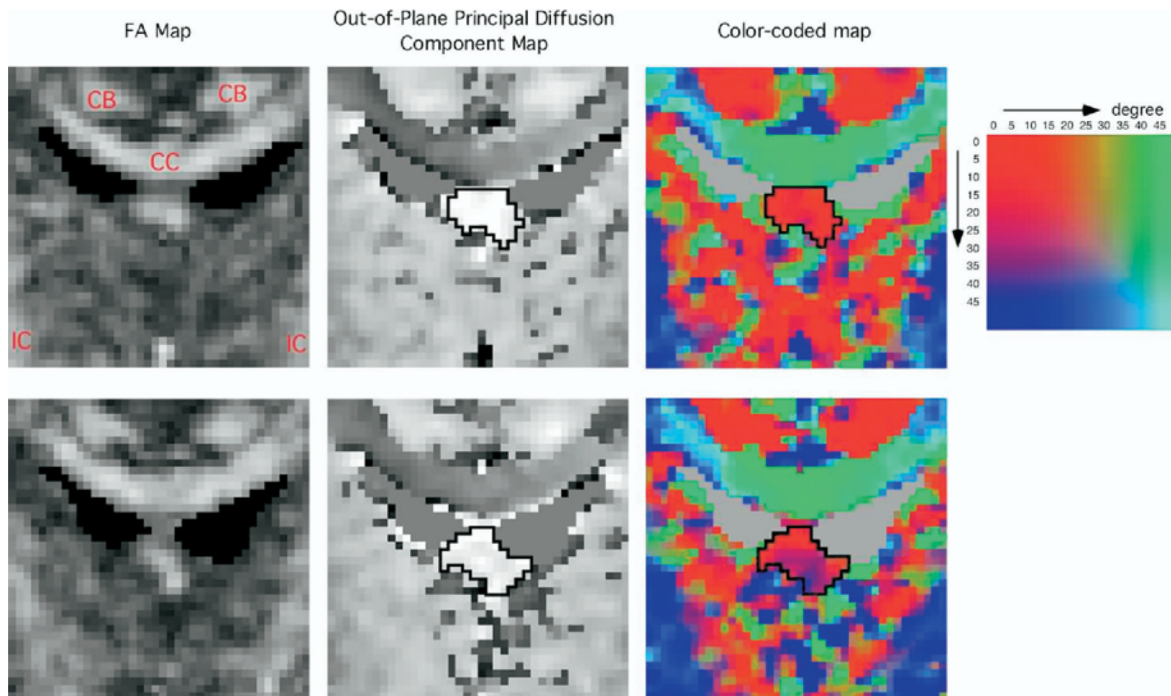 FA Map
Out-of-Plane Principal Diffusion
Component Map
Color-coded map
CB CB
CC
IC IC
degree
0 5 10 15 20 25 30 35 40 45
0
5
10
15
20
25
30
35
40
45